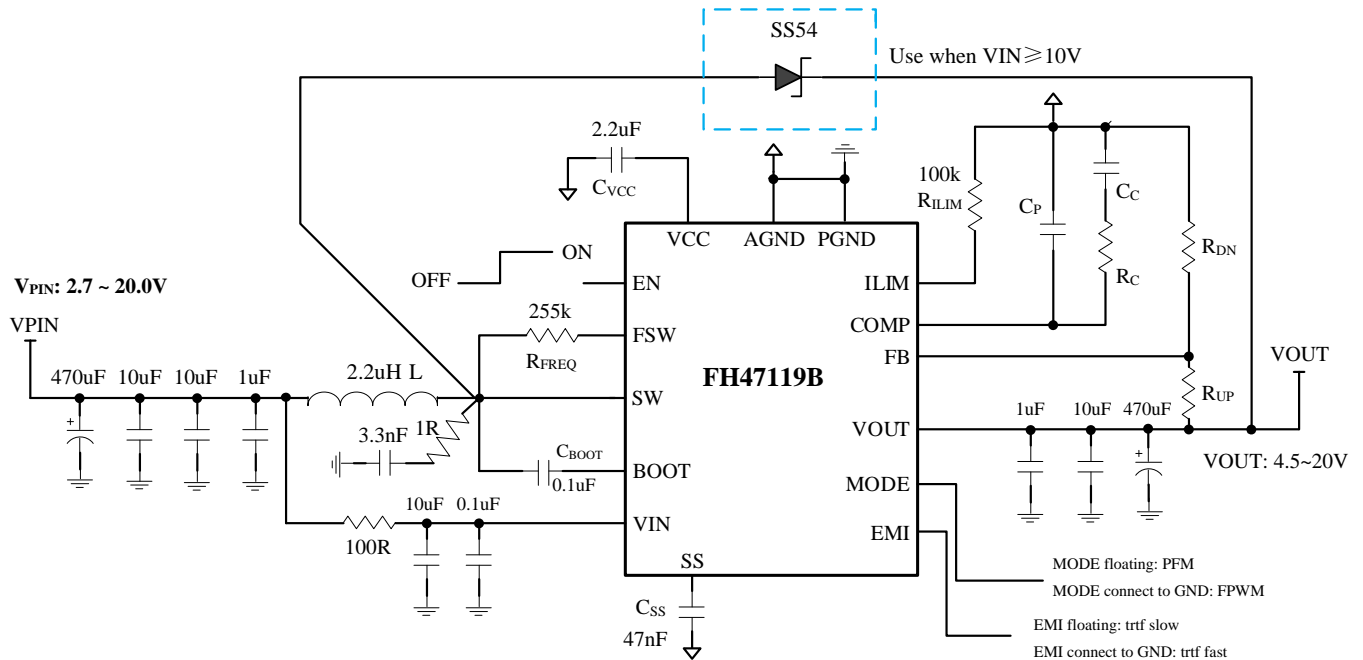 SS54
Use when VIN≥10V
2.2uF
CVCC
100k
RILIM
CP
CC
RC
RDN
VCC
AGND
PGND
OFF
ON
EN
ILIM
VPIN: 2.7 ~ 20.0V
VPIN
255k
RFREQ
FSW
COMP
FB
FH47119B
VOUT
470uF
10uF
10uF
1uF
2.2uH L
SW
RUP
1R
3.3nF
CBOOT
0.1uF
BOOT
VOUT
1uF
10uF
470uF
VOUT: 4.5~20V
MODE
10uF
0.1uF
100R
VIN
EMI
SS
CSS
47nF
MODE floating: PFM
MODE connect to GND: FPWM
EMI floating: trtf slow
EMI connect to GND: trtf fast
+
+